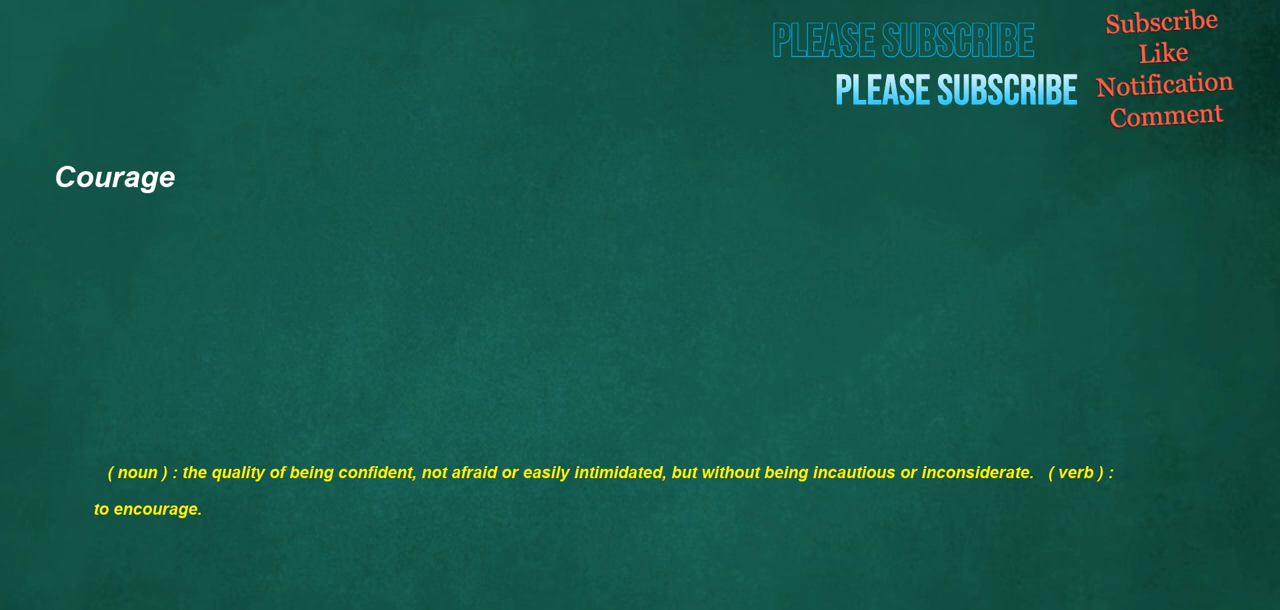 PLEASE SUBSCRIBE
PLEASE SUBSCRIBE
Subscribe
Like
Notification
Comment
Courage
( noun ) : the quality of being confident, not afraid or easily intimidated, but without being incautious or inconsiderate. ( verb ) :
to encourage.